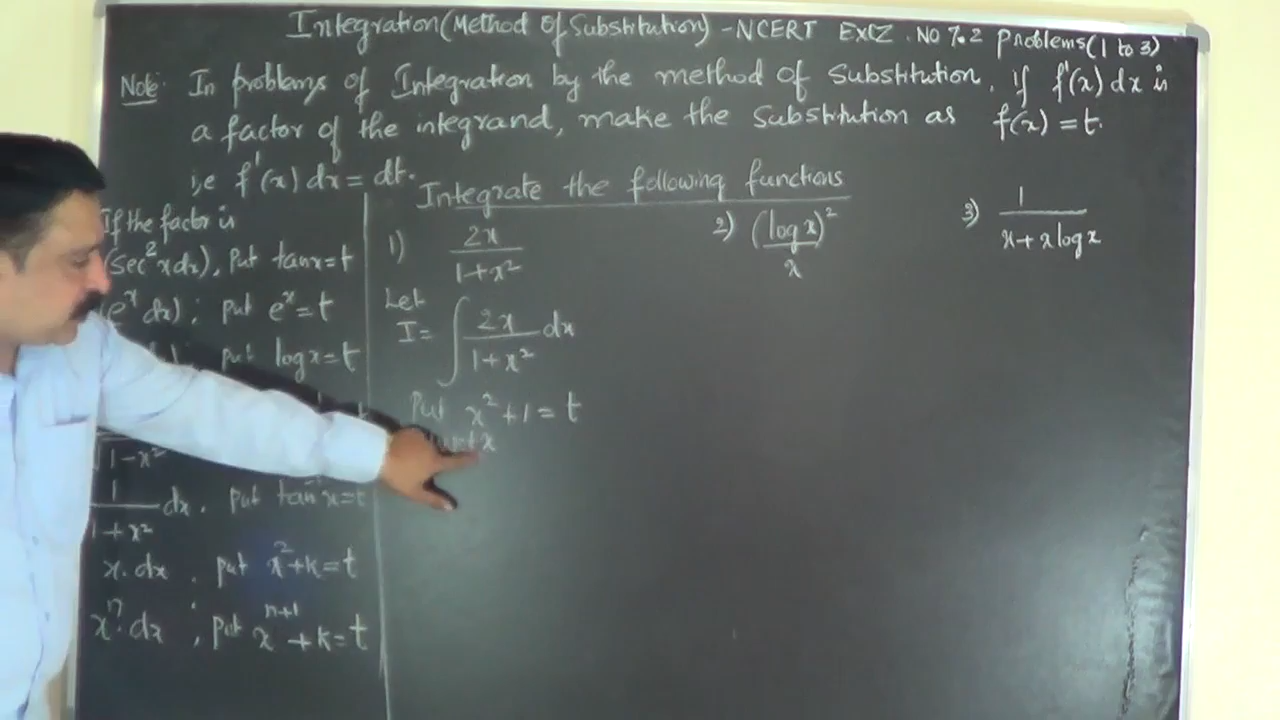 Integration (Method Of Substitution) - NCERT EXCZ. NO 7.2 Problems (1 to 3)
Note: In problems of Integration by the method of Substitution, if f'(x) dx is
a factor of the integrand, make the Substitution as f(x) = t.
i,e f'(x) dx = dt.
Integrate the following functions
If the factor is
(sec²x dx), Put tanx = t
e^x dx); put e^x = t
put log x = t
t
√1-x²
1/1+x² dx. put tan⁻¹x = t
x. dx, put x²+k = t
x^n. dx; put x^(n+1) + k = t
1) 2x/1+x²
Let
I = ∫ 2x/1+x² dx
Put x²+1 = t
x
2) (log x)²/x
3) 1/x+x log x